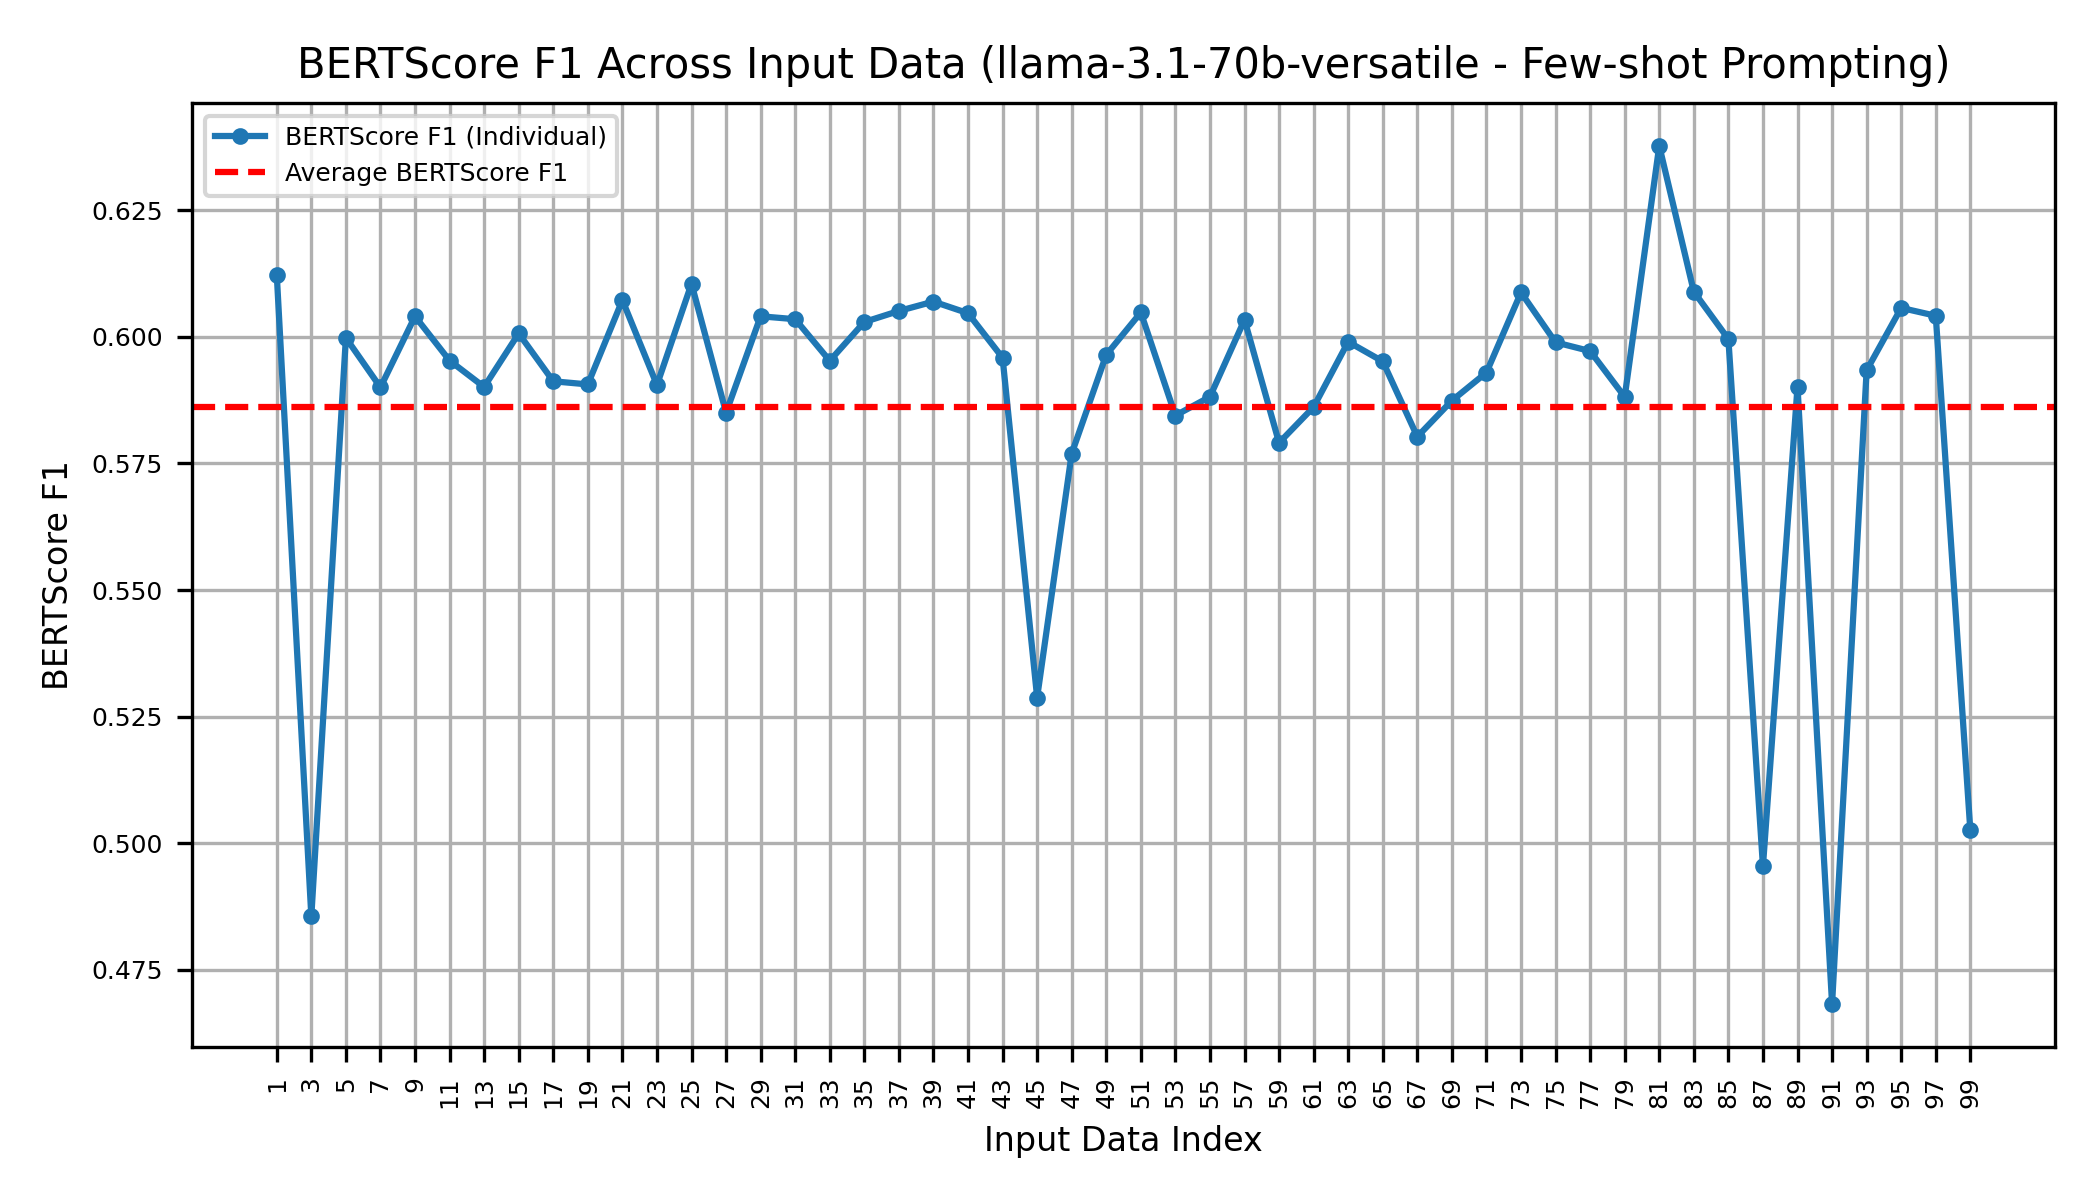 BERTScore F1 Across Input Data (llama-3.1-70b-versatile - Few-shot Prompting)
BERTScore F1 (Individual)
Average BERTScore F1
BERTScore F1
0.625
0.600
0.575
0.550
0.525
0.500
0.475
1 3 5 7 9 11 13 15 17 19 21 23 25 27 29 31 33 35 37 39 41 43 45 47 49 51 53 55 57 59 61 63 65 67 69 71 73 75 77 79 81 83 85 87 89 91 93 95 97 99
Input Data Index